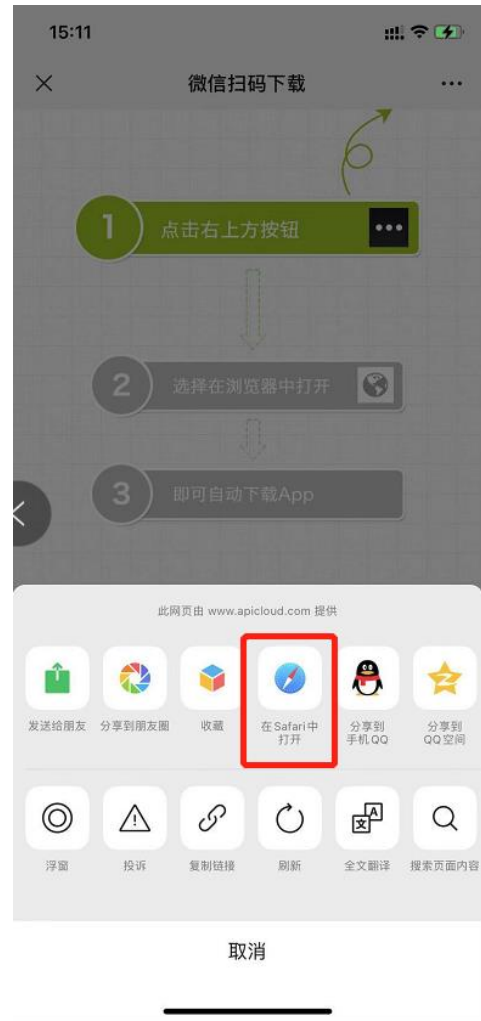 15:11
微信扫码下载
1 点击右上方按钮
2 选择在浏览器中打开
3 即可自动下载App
此网页由 www.apicloud.com 提供
发送给朋友 分享到朋友圈 收藏 在Safari中 分享到 分享到
打开 手机QQ QQ空间
浮窗 投诉 复制链接 刷新 全文翻译 搜索页面内容
取消